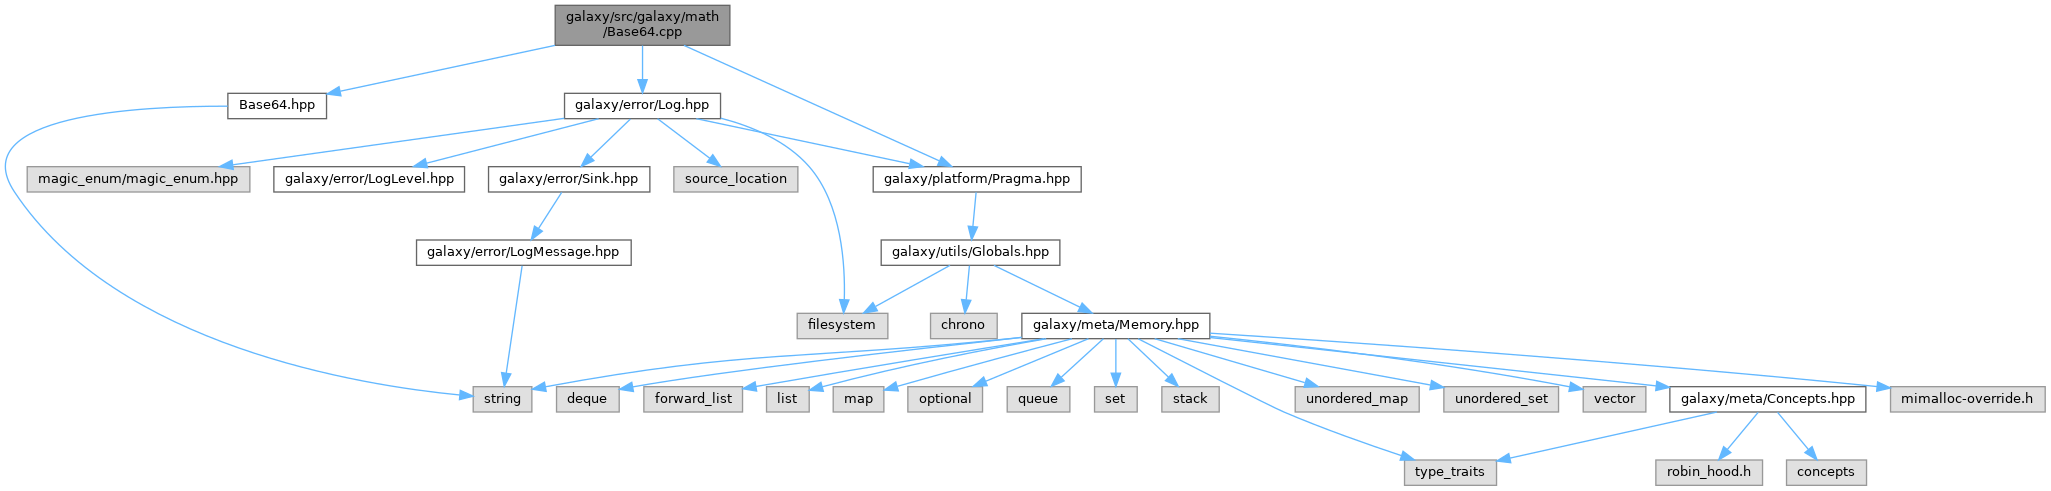 galaxy/src/galaxy/math
/Base64.cpp
Base64.hpp
galaxy/error/Log.hpp
magic_enum/magic_enum.hpp
galaxy/error/LogLevel.hpp
galaxy/error/Sink.hpp
source_location
galaxy/platform/Pragma.hpp
galaxy/error/LogMessage.hpp
galaxy/utils/Globals.hpp
filesystem
chrono
galaxy/meta/Memory.hpp
string
deque
forward_list
list
map
optional
queue
set
stack
unordered_map
unordered_set
vector
galaxy/meta/Concepts.hpp
mimalloc-override.h
type_traits
robin_hood.h
concepts